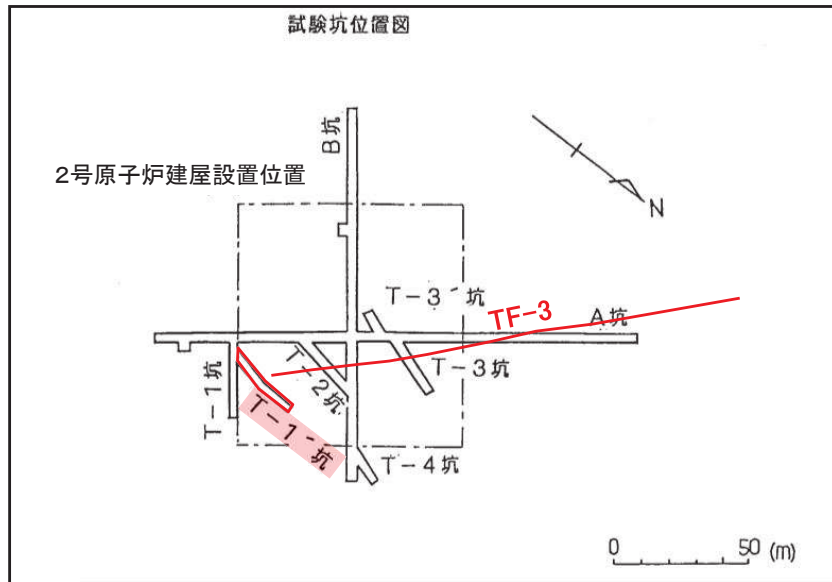 試験坑位置図
B坑
2号原子炉建屋設置位置
N
T-3´坑
TF-3
A坑
T-1坑
T-2坑
T-3坑
T-1´坑
T-4坑
0 50 (m)